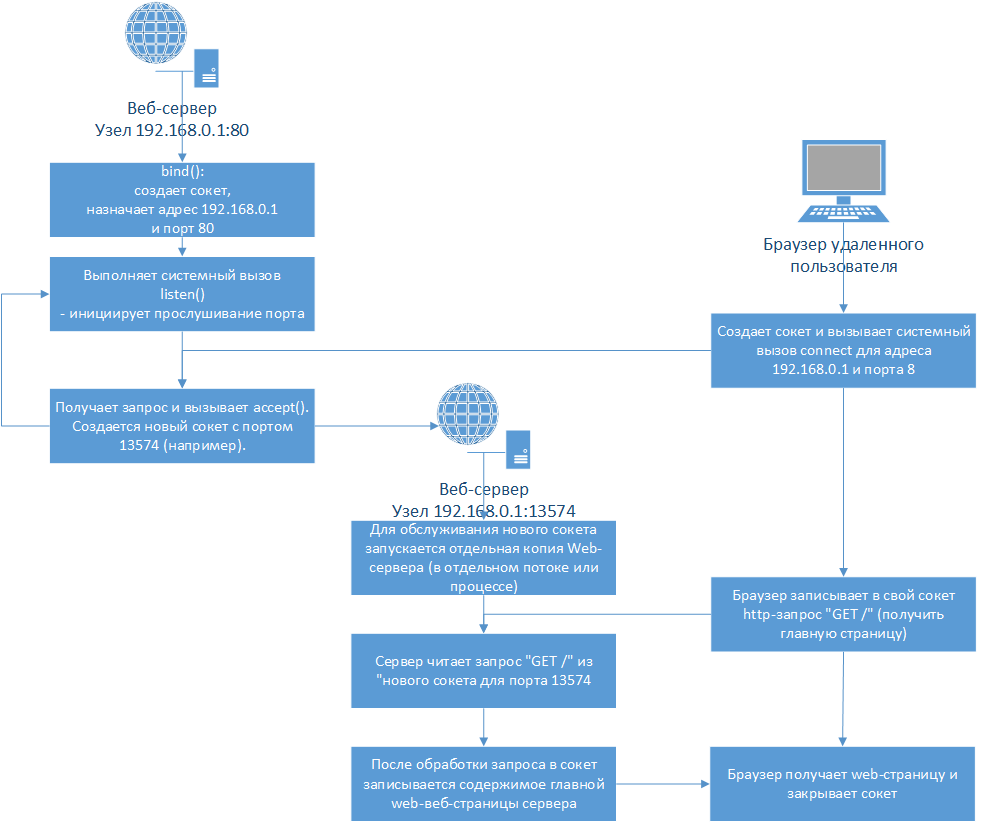 Веб-сервер
Узел 192.168.0.1:80
bind():
создает сокет,
назначает адрес 192.168.0.1
и порт 80
Выполняет системный вызов
listen()
- инициирует прослушивание порта
Браузер удаленного
пользователя
Создает сокет и вызывает системный
вызов connect для адреса
192.168.0.1 и порта 8
Получает запрос и вызывает accept().
Создается новый сокет с портом
13574 (например).
Веб-сервер
Узел 192.168.0.1:13574
Для обслуживания нового сокета
запускается отдельная копия Web-
сервера (в отдельном потоке или
процессе)
Браузер записывает в свой сокет
http-запрос "GET /" (получить
главную страницу)
Сервер читает запрос "GET /" из
"нового сокета для порта 13574
После обработки запроса в сокет
записывается содержимое главной
web-веб-страницы сервера
Браузер получает web-страницу и
закрывает сокет